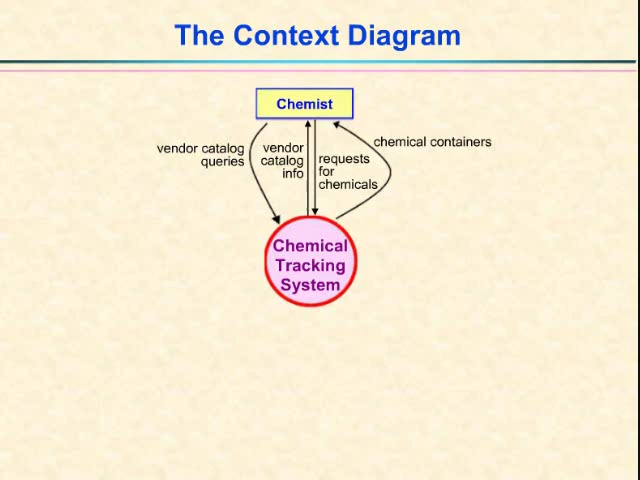 The Context Diagram
Chemist
vendor catalog
queries
vendor
catalog
info
requests
for
chemicals
chemical containers
Chemical
Tracking
System